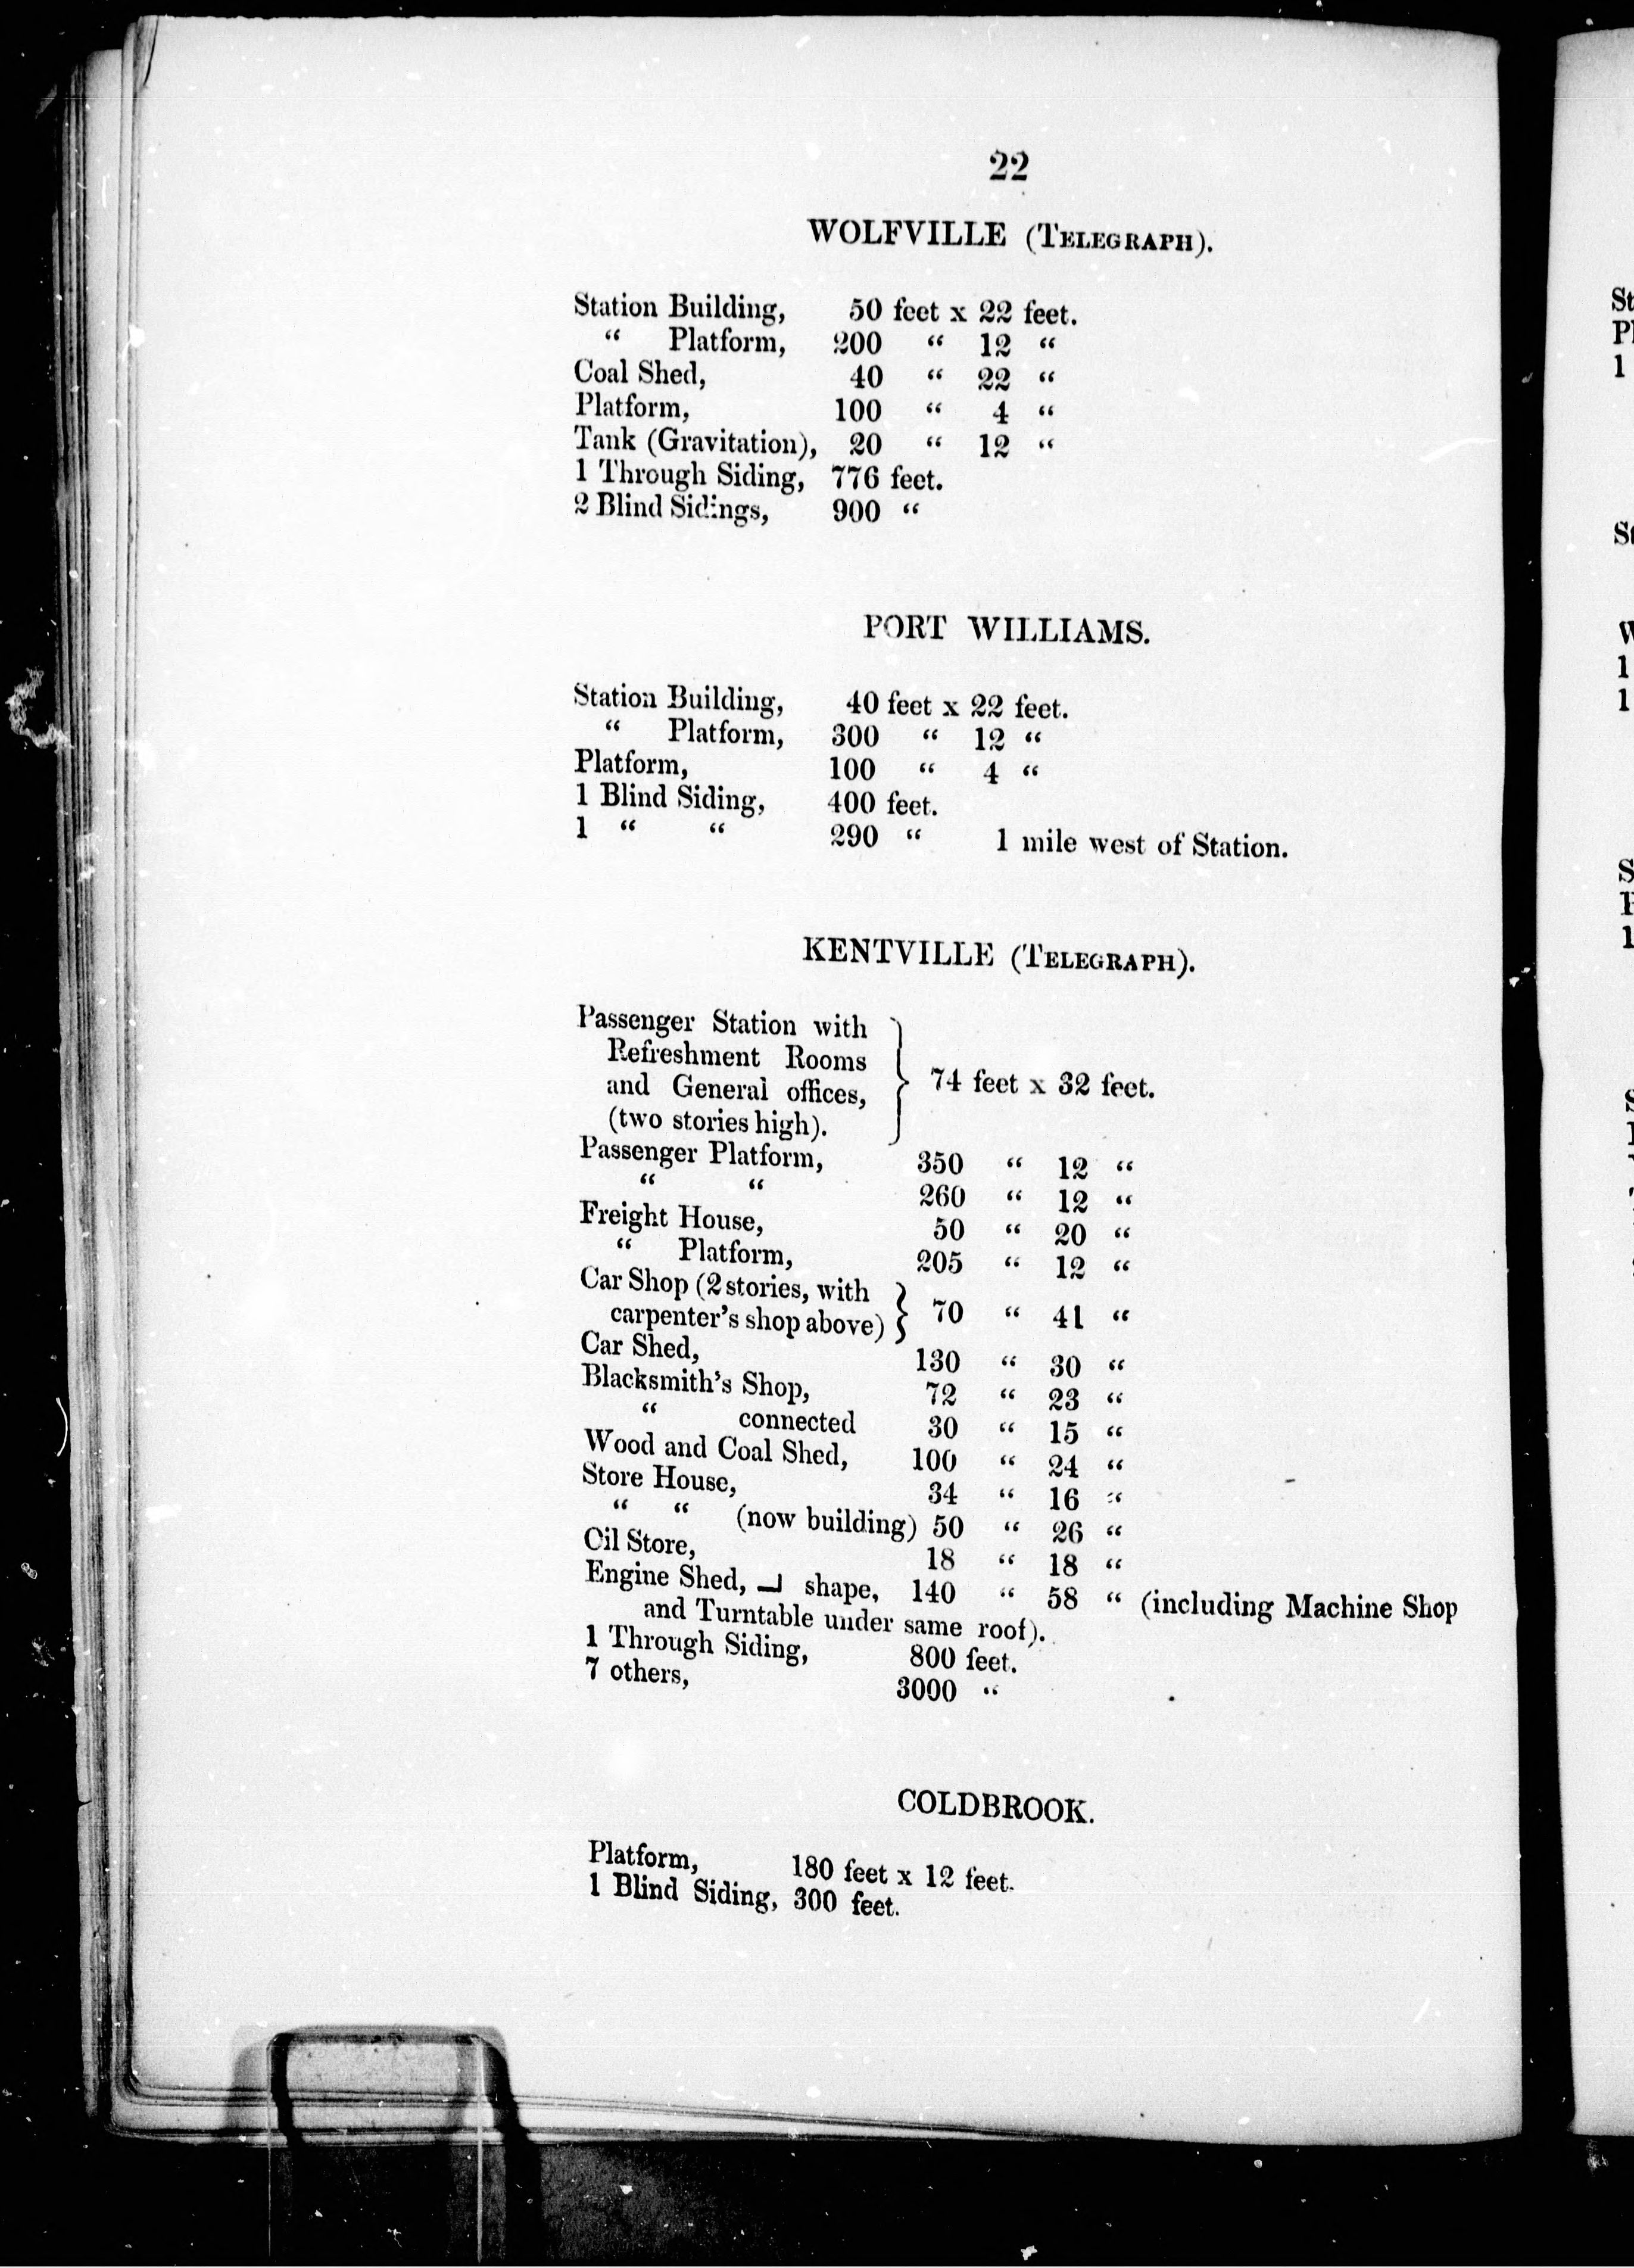 22
WOLFVILLE (TELEGRAPH).
Station Building, 50 feet x 22 feet.
“ Platform, 200 “ 12 “
Coal Shed, 40 “ 22 “
Platform, 100 “ 4 “
Tank (Gravitation), 20 “ 12 “
1 Through Siding, 776 feet.
2 Blind Sidings, 900 “
PORT WILLIAMS.
Station Building, 40 feet x 22 feet.
“ Platform, 300 “ 12 “
Platform, 100 “ 4 “
1 Blind Siding, 400 feet.
1 “ “ 290 “ 1 mile west of Station.
KENTVILLE (TELEGRAPH).
Passenger Station with
Refreshment Rooms
and General offices,
(two stories high). } 74 feet x 32 feet.
Passenger Platform, 350 “ 12 “
“ “ 260 “ 12 “
Freight House, 50 “ 20 “
“ Platform, 205 “ 12 “
Car Shop (2 stories, with
carpenter's shop above) } 70 “ 41 “
Car Shed, 130 “ 30 “
Blacksmith's Shop, 72 “ 23 “
“ connected 30 “ 15 “
Wood and Coal Shed, 100 “ 24 “
Store House, 34 “ 16 “
“ “ (now building) 50 “ 26 “
Oil Store, 18 “ 18 “
Engine Shed, ┘ shape, 140 “ 58 “ (including Machine Shop
and Turntable under same roof).
1 Through Siding, 800 feet.
7 others, 3000 “
COLDBROOK.
Platform, 180 feet x 12 feet.
1 Blind Siding, 300 feet.